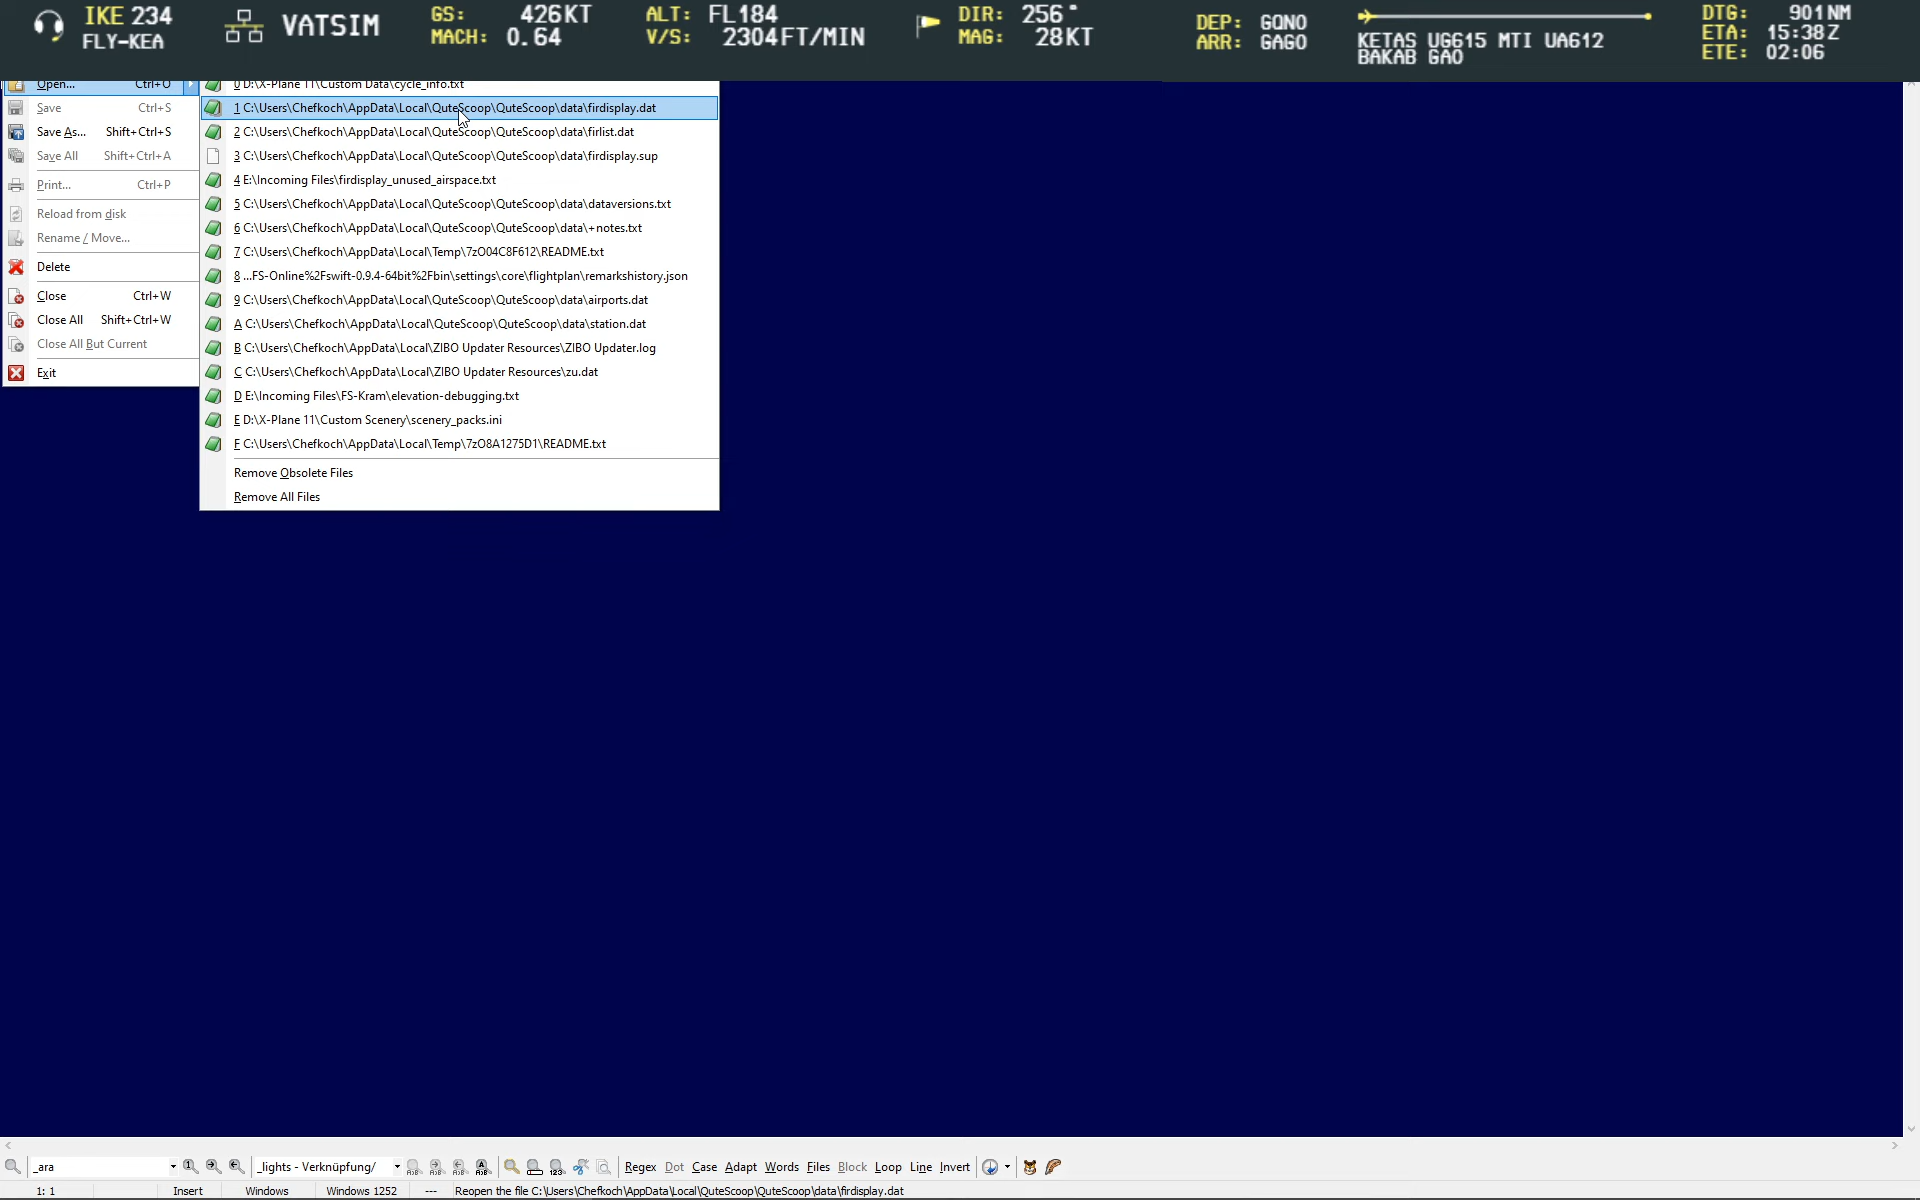 IKE 234
FLY-KEA
VATSIM
GS: 426KT
MACH: 0.64
ALT: FL184
V/S: 2304FT/MIN
DIR: 256°
MAG: 28KT
DEP: GQNO
ARR: GAGO
KETAS UG615 MTI UA612
BAKAB GAO
DTG: 901NM
ETA: 15:38Z
ETE: 02:06
Open... Ctrl+O
Save Ctrl+S
Save As... Shift+Ctrl+S
Save All Shift+Ctrl+A
Print... Ctrl+P
Reload from disk
Rename / Move...
Delete
Close Ctrl+W
Close All Shift+Ctrl+W
Close All But Current
Exit
0 D:\X-Plane 11\Custom Data\cycle_info.txt
1 C:\Users\Chefkoch\AppData\Local\QuteScoop\QuteScoop\data\firdisplay.dat
2 C:\Users\Chefkoch\AppData\Local\QuteScoop\QuteScoop\data\firlist.dat
3 C:\Users\Chefkoch\AppData\Local\QuteScoop\QuteScoop\data\firdisplay.sup
4 E:\Incoming Files\firdisplay_unused_airspace.txt
5 C:\Users\Chefkoch\AppData\Local\QuteScoop\QuteScoop\data\dataversions.txt
6 C:\Users\Chefkoch\AppData\Local\QuteScoop\QuteScoop\data\+notes.txt
7 C:\Users\Chefkoch\AppData\Local\Temp\7zO04C8F612\README.txt
8 ...FS-Online%2Fswift-0.9.4-64bit%2Fbin\settings\core\flightplan\remarkshistory.json
9 C:\Users\Chefkoch\AppData\Local\QuteScoop\QuteScoop\data\airports.dat
A C:\Users\Chefkoch\AppData\Local\QuteScoop\QuteScoop\data\station.dat
B C:\Users\Chefkoch\AppData\Local\ZIBO Updater Resources\ZIBO Updater.log
C C:\Users\Chefkoch\AppData\Local\ZIBO Updater Resources\zu.dat
D E:\Incoming Files\FS-Kram\elevation-debugging.txt
E D:\X-Plane 11\Custom Scenery\scenery_packs.ini
F C:\Users\Chefkoch\AppData\Local\Temp\7zO8A1275D1\README.txt
Remove Obsolete Files
Remove All Files
_ara
_lights - Verknüpfung/
Regex Dot Case Adapt Words Files Block Loop Line Invert
1: 1 Insert Windows Windows 1252 --- Reopen the file C:\Users\Chefkoch\AppData\Local\QuteScoop\QuteScoop\data\firdisplay.dat